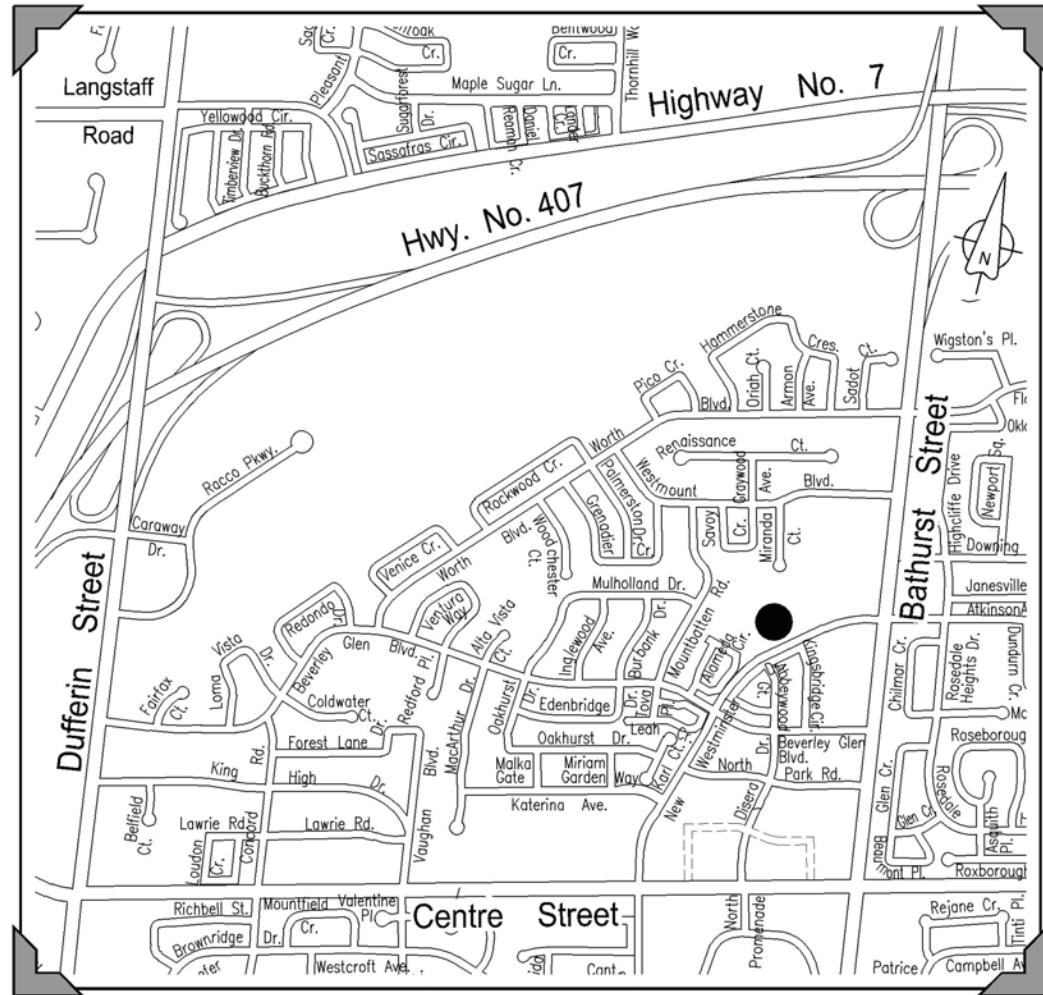 Cr.
Bentwood
Cr.
Cr.
Pleasant
Maple Sugar Ln.
Langstaff
Road
Highway No. 7
Yellowood Cir.
Timberview Dr.
Buckthorn Rd
Sugarforest
Dr.
Sassafras Cir.
Reaman Cr.
Daniel
Lander
Cr.
Hwy. No. 407
N
Hammerstone
Cres.
Wigston's Pl.
Pico Cr.
Blvd.
Oriah Ct.
Armon
Ave.
Sadot
Ct.
Worth
Renaissance
Ct.
Racco Pkwy.
Rockwood Cr.
Palmerston Dr.
Westmount
Graywood
Ave.
Blvd.
Highcliffe Drive
Newport
Sq.
Bathurst Street
Caraway
Dr.
Blvd.
Woodchester
Ct.
Grenadier
Cr.
Savoy
Cr.
Miranda
Ct.
Downing
Venice Cr.
Worth
Mulholland Dr.
Janesville
Atkinson A
Dufferin Street
Redondo
Dr.
Ventura
Way
Alta Vista
Ct.
Inglewood
Ave.
Burbank
Dr.
Mountbatten Rd.
Alameda
Cir.
Glen
Blvd.
Beverley
Vista
Dr.
Loma
Fairfax
Ct.
Coldwater
Ct.
Redford Pl.
MacArthur
Dr.
Oakhurst
Dr.
Edenbridge
Dr.
Tova
Pl.
Leah
Ct.
Abbeywood
Kingsbridge Cir.
Chilmar Cr.
Rosedale
Heights Dr.
Dundurn Cr.
Forest Lane
Dr.
Oakhurst Dr.
Karl Ct.
New
Westminster
Dr.
Beverley Glen
Blvd.
Roseborough
King
High
Dr.
Rd.
Blvd.
Malka
Gate
Miriam
Garden
Way
North
Park Rd.
Glen Cr.
Katerina Ave.
Disera
Rosedale
Glen Cr.
Asquith
Pl.
Belfield
Ct.
Lawrie Rd.
Lawrie Rd.
Concord
Loudon
Cr.
Vaughan
Beaumont Pl.
Roxborough
Richbell St.
Mountfield
Cr.
Valentine
Pl.
Centre Street
North
Promenade
Rejane Cr.
Tinti Pl.
Brownridge
Dr.
Westcroft Ave.
Patrice
Campbell Av